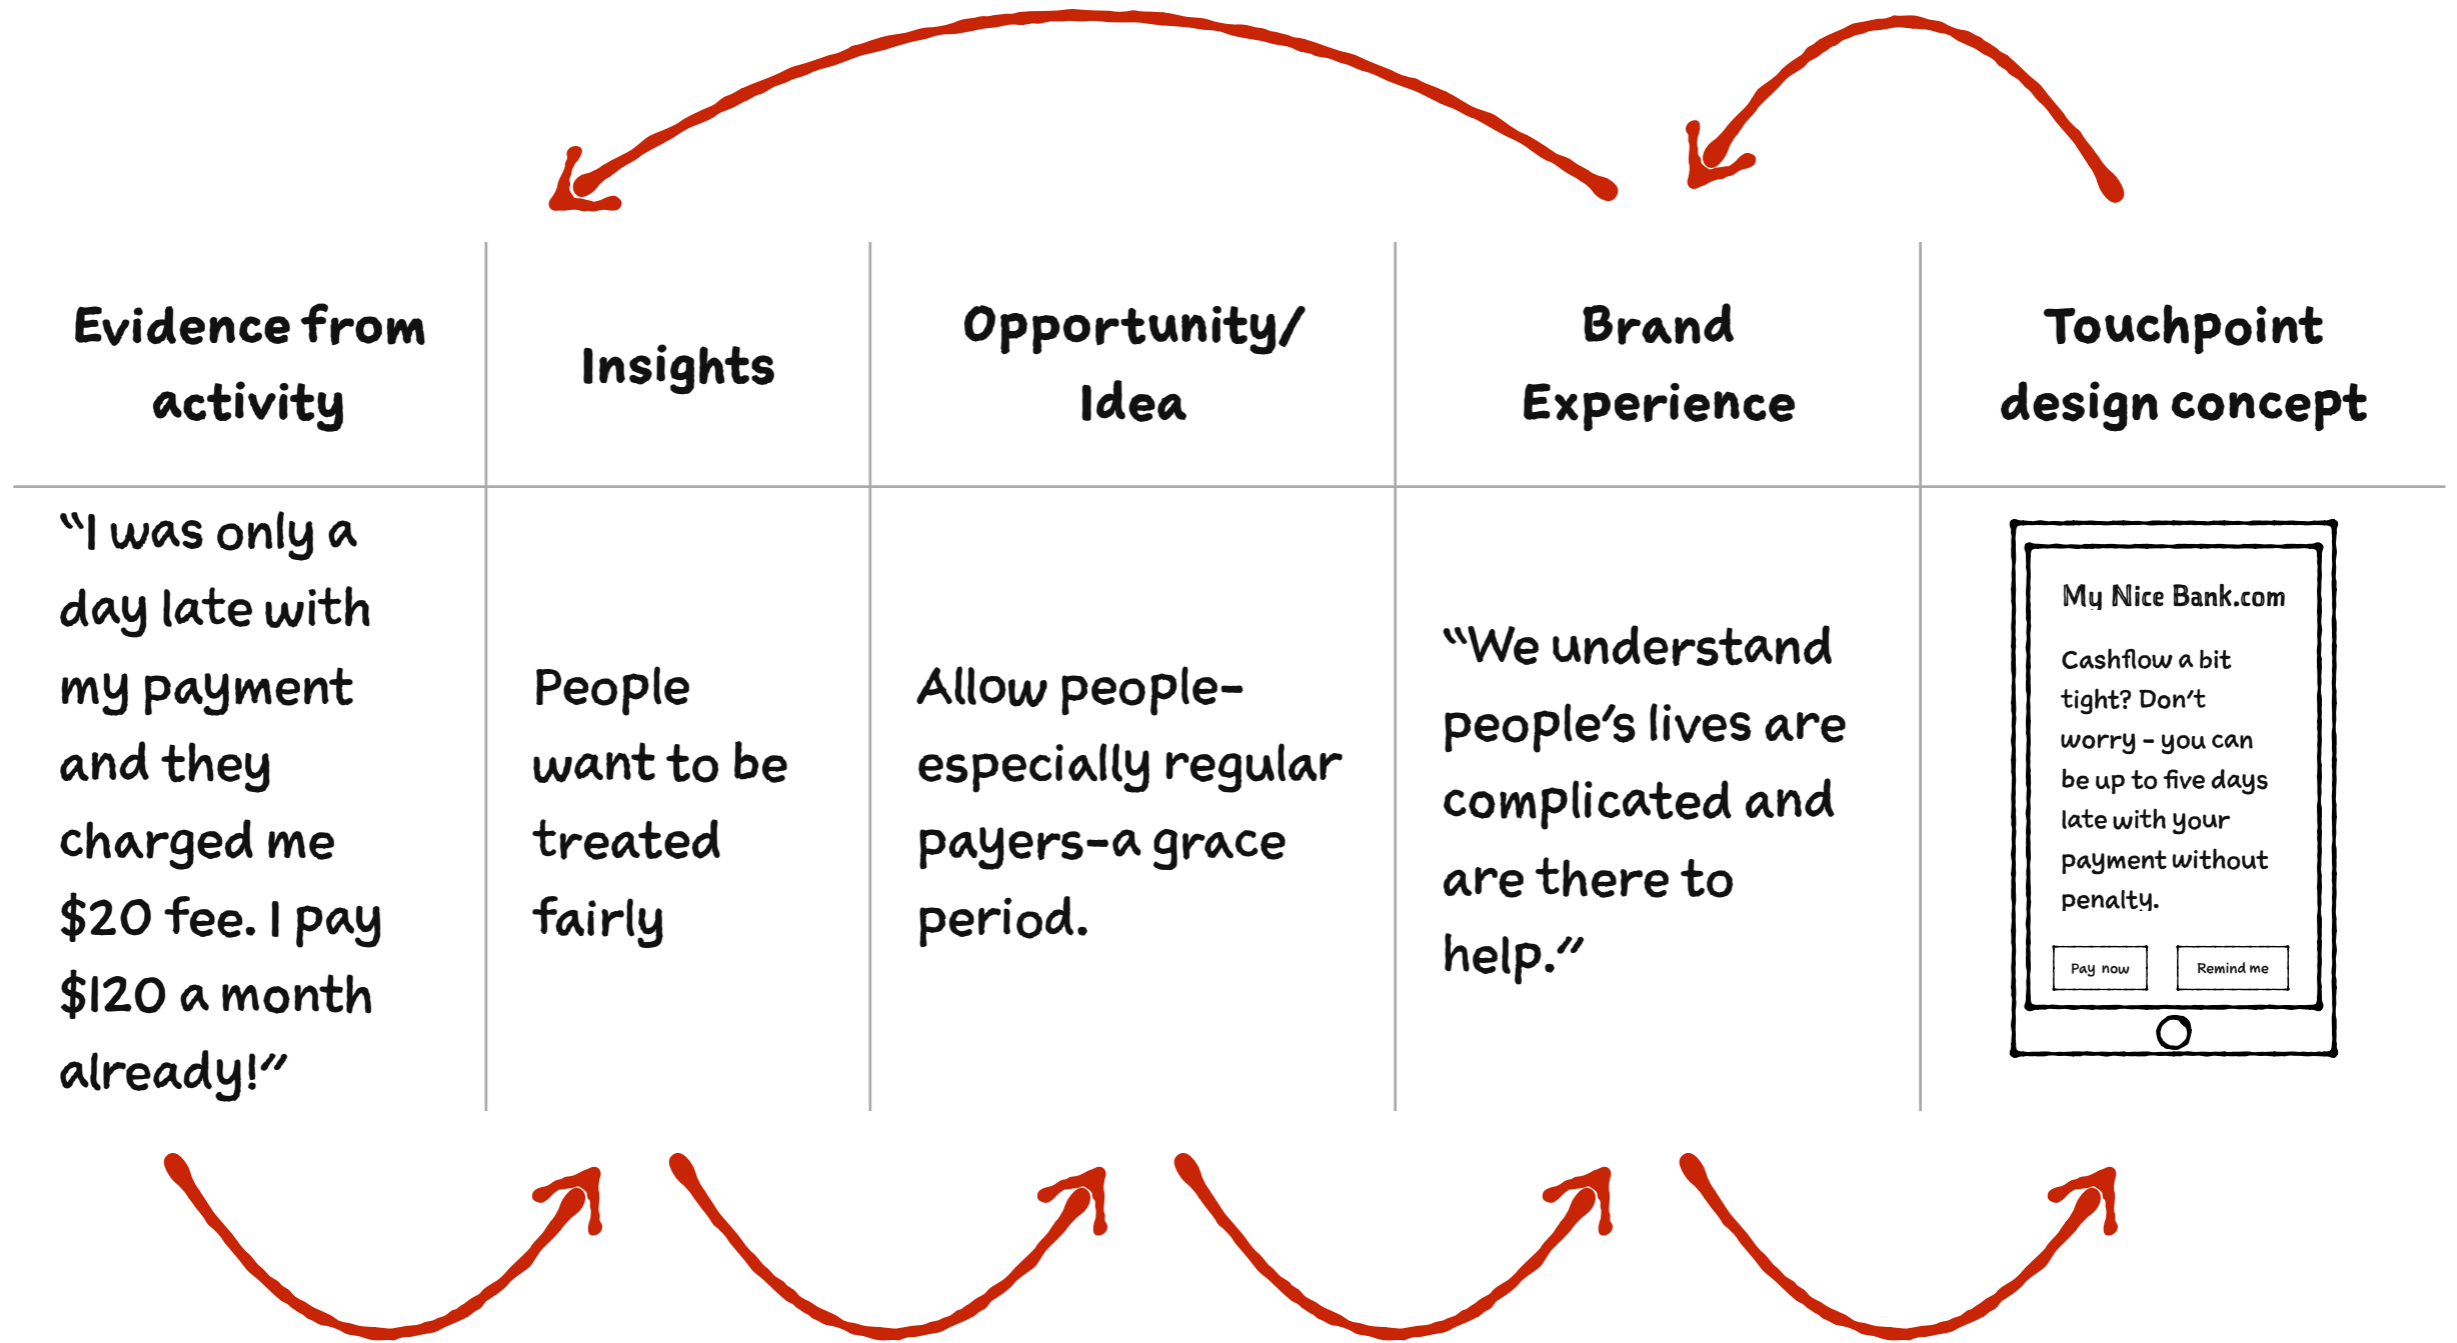 Evidence from
activity
Insights
Opportunity/
Idea
Brand
Experience
Touchpoint
design concept
“I was only a
day late with
my payment
and they
charged me
$20 fee. I pay
$120 a month
already!”
People
want to be
treated
fairly
Allow people–
especially regular
payers–a grace
period.
“We understand
people’s lives are
complicated and
are there to
help.”
My Nice Bank.com
Cashflow a bit
tight? Don’t
worry – you can
be up to five days
late with your
payment without
penalty.
Pay now
Remind me